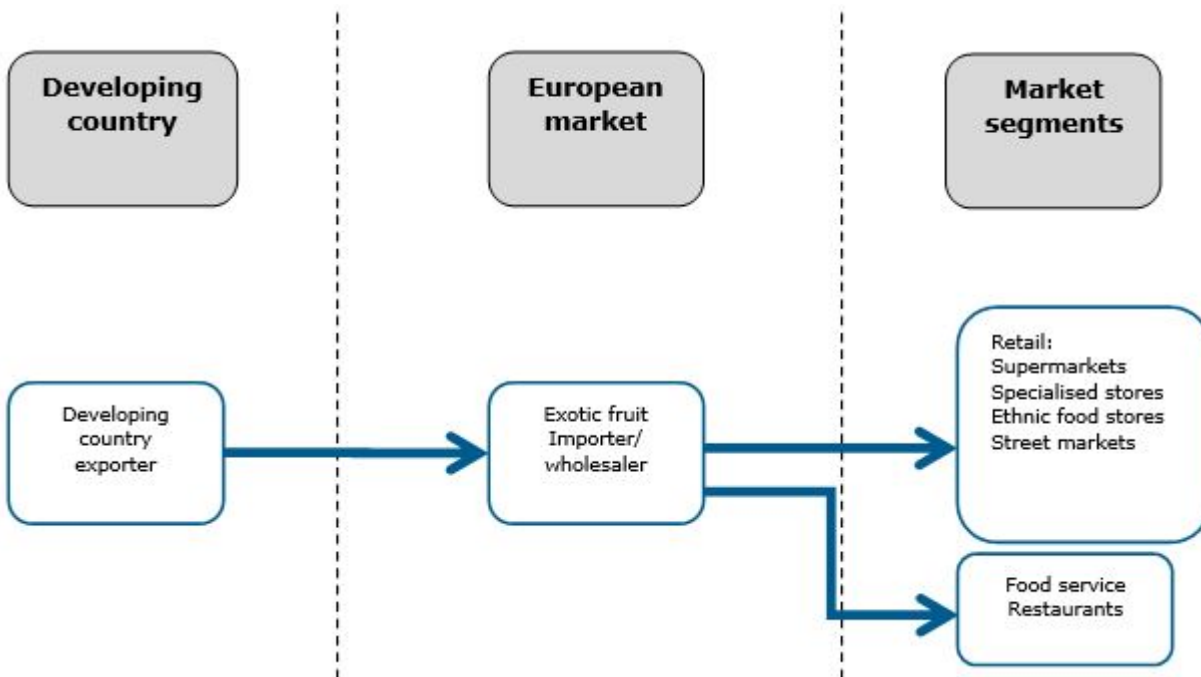 Developing
country
European
market
Market
segments
Developing
country
exporter
Exotic fruit
Importer/
wholesaler
Retail:
Supermarkets
Specialised stores
Ethnic food stores
Street markets
Food service
Restaurants